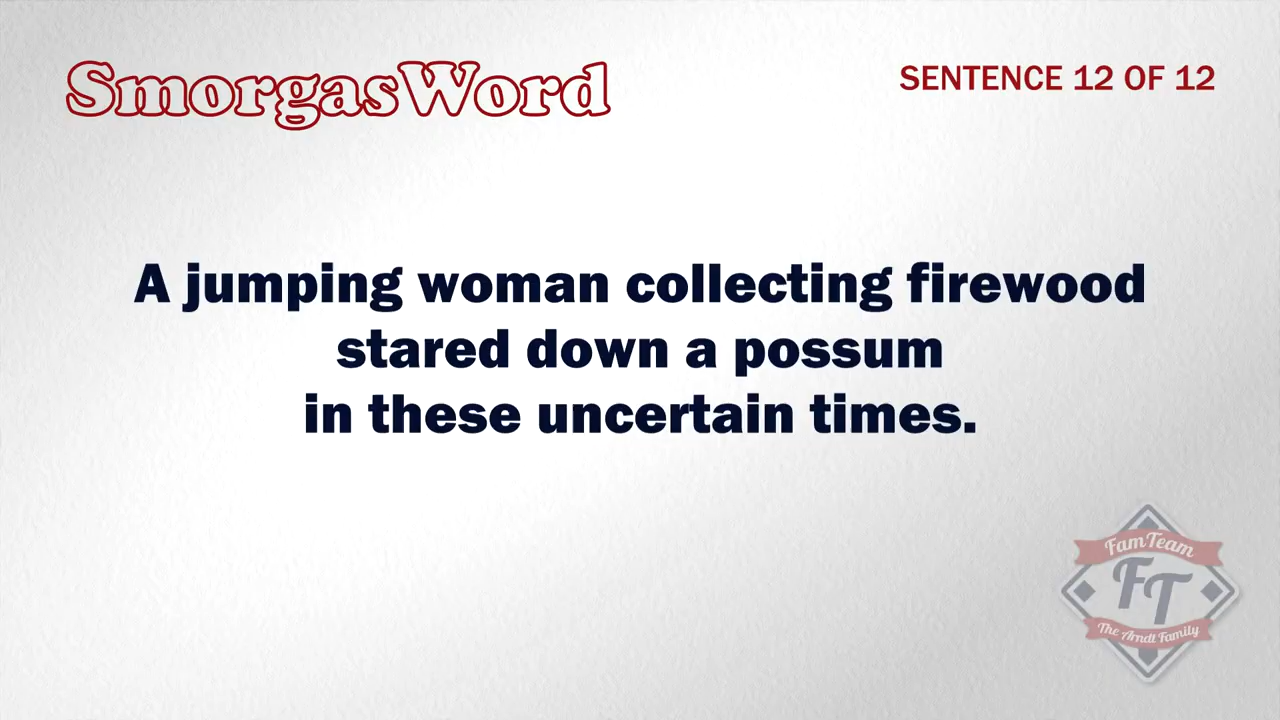 SmorgasWord
SENTENCE 12 OF 12
A jumping woman collecting firewood
stared down a possum
in these uncertain times.
FamTeam
FT
The Arndt Family